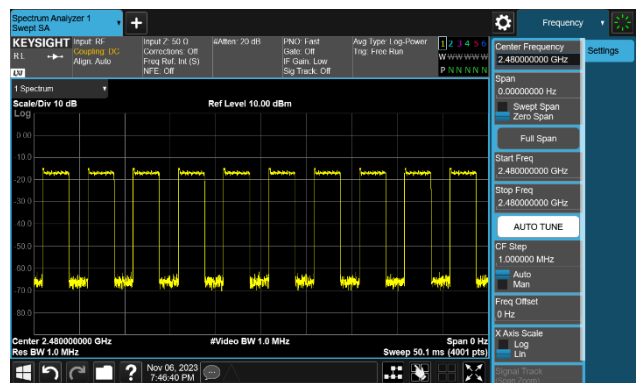 Spectrum Analyzer 1
Swept SA
Frequency
KEYSIGHT
RL
LXI
Input: RF
Coupling: DC
Align: Auto
Input Z: 50 Ω
Corrections: Off
Freq Ref: Int (S)
NFE: Off
#Atten: 20 dB
PNO: Fast
Gate: Off
IF Gain: Low
Sig Track: Off
Avg Type: Log-Power
Trig: Free Run
1 2 3 4 5 6
W W W W W W
P N N N N N
1 Spectrum
Scale/Div 10 dB
Ref Level 10.00 dBm
Log
0.00
-10.0
-20.0
-30.0
-40.0
-50.0
-60.0
-70.0
-80.0
Center 2.480000000 GHz
#Video BW 1.0 MHz
Span 0 Hz
Res BW 1.0 MHz
Sweep 50.1 ms (4001 pts)
Nov 06, 2023
7:46:40 PM
?
Center Frequency
2.480000000 GHz
Settings
Span
0.00000000 Hz
Swept Span
Zero Span
Full Span
Start Freq
2.480000000 GHz
Stop Freq
2.480000000 GHz
AUTO TUNE
CF Step
1.000000 MHz
Auto
Man
Freq Offset
0 Hz
X Axis Scale
Log
Lin
Signal Track
(Span Zoom)